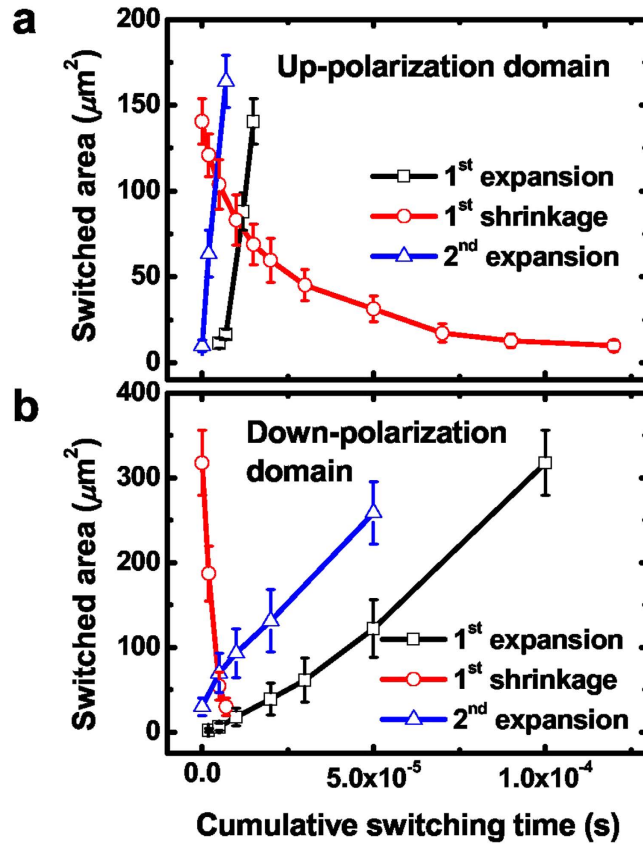 a
200
150
100
50
0
Switched area (μm²)
Up-polarization domain
1st expansion
1st shrinkage
2nd expansion
b
400
300
200
100
0
Switched area (μm²)
Down-polarization
domain
1st expansion
1st shrinkage
2nd expansion
0.0
5.0x10⁻⁵
1.0x10⁻⁴
Cumulative switching time (s)